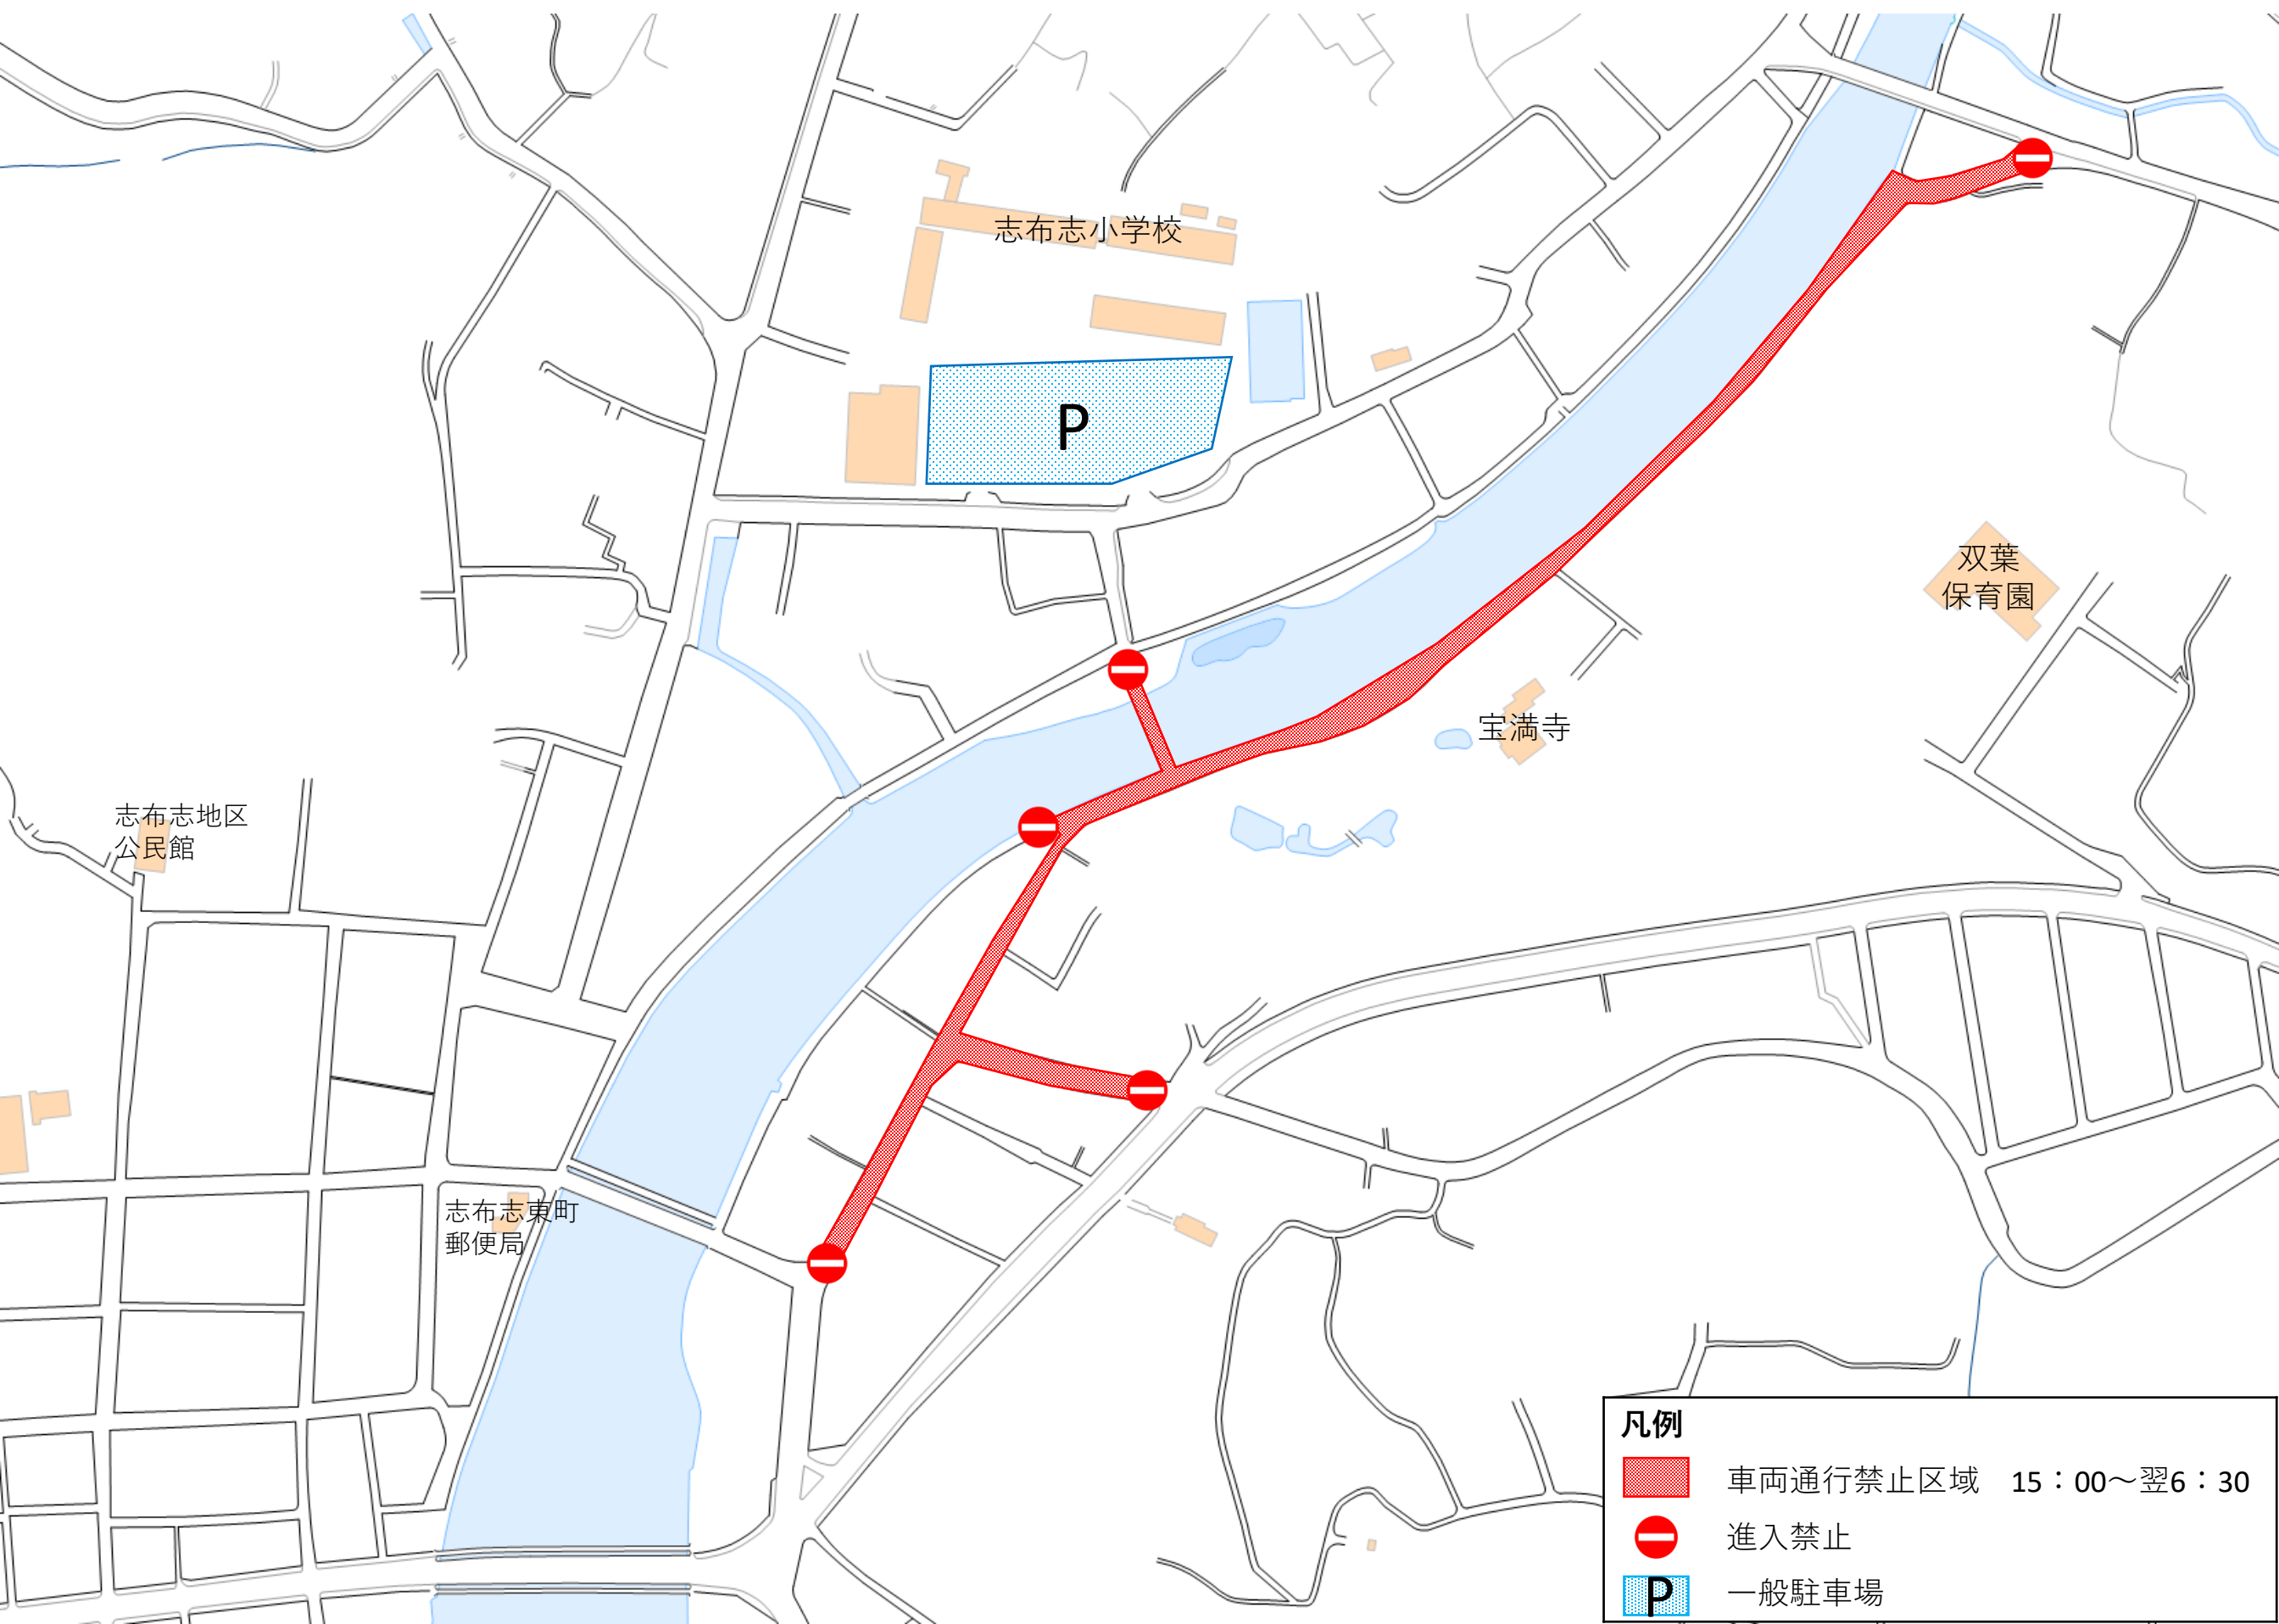 志布志小学校
P
双葉
保育園
宝満寺
志布志地区
公民館
志布志東町
郵便局
凡例
車両通行禁止区域 15：00～翌6：30
進入禁止
P 一般駐車場